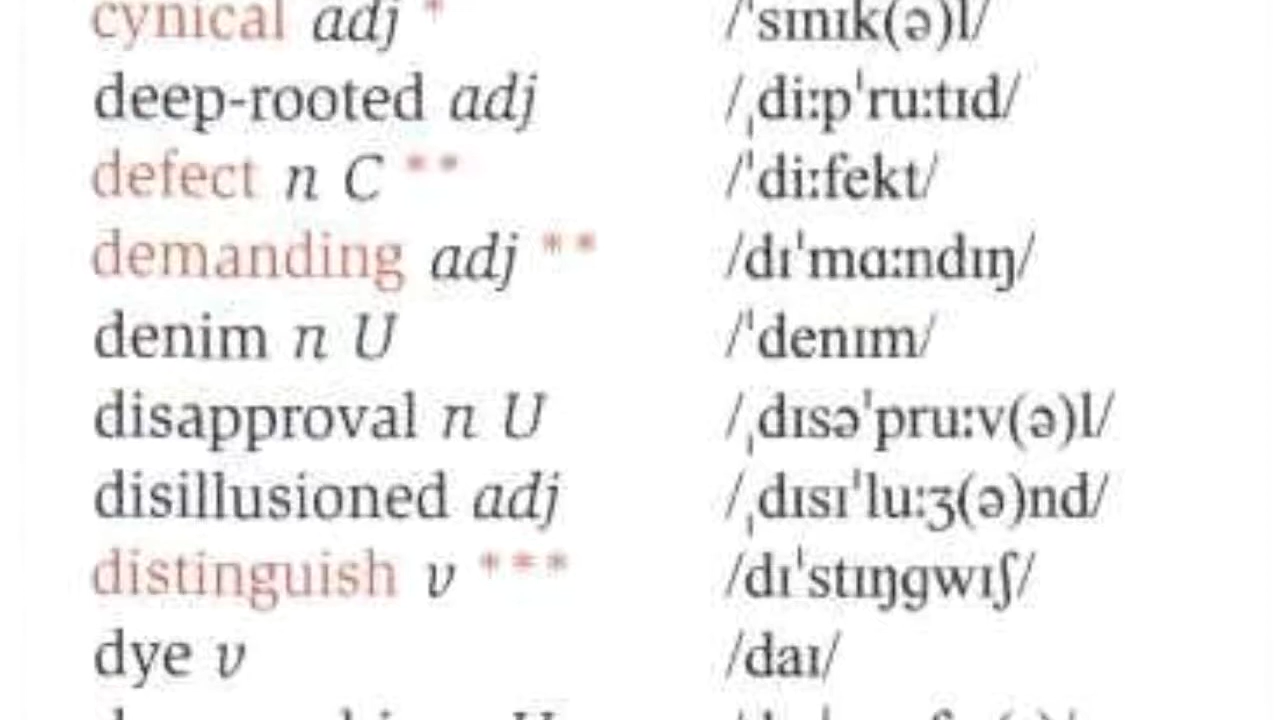 cynical adj * /ˈsɪnɪk(ə)l/
deep-rooted adj /ˌdiːpˈruːtɪd/
defect n C ** /ˈdiːfekt/
demanding adj ** /dɪˈmɑːndɪŋ/
denim n U /ˈdenɪm/
disapproval n U /ˌdɪsəˈpruːv(ə)l/
disillusioned adj /ˌdɪsɪˈluːʒ(ə)nd/
distinguish v *** /dɪˈstɪŋgwɪʃ/
dye v /daɪ/